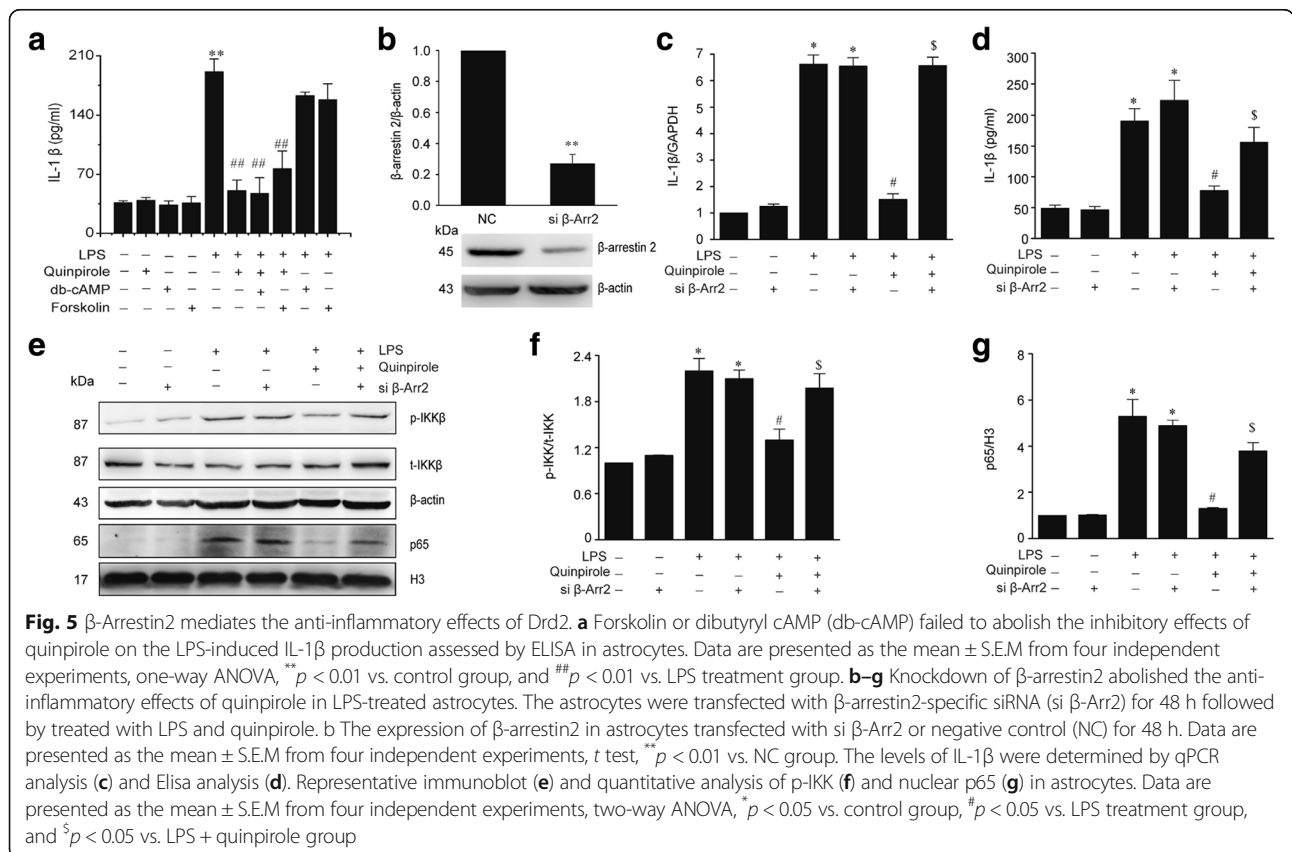 a
210
140
70
0
IL-1 β (pg/ml)
**
##
##
##
LPS – – – – + + + + + +
Quinpirole – + – – – + + + – –
db-cAMP – – + – – – + – + –
Forskolin – – – + – – – + – +
b
1.0
0.8
0.6
0.4
0.2
0.0
β-arrestin 2/β-actin
**
NC
si β-Arr2
kDa
45
β-arrestin 2
43
β-actin
c
7
6
5
4
3
2
1
0
IL-1β/GAPDH
*
*
#
$
LPS – – + + + +
Quinpirole – – – – + +
si β-Arr2 – + – + – +
d
300
250
200
150
100
50
0
IL-1β (pg/ml)
*
*
#
$
LPS – – + + + +
Quinpirole – – – – + +
si β-Arr2 – + – + – +
e
– – + + + + LPS
– – – – + + Quinpirole
– + – + – + si β-Arr2
kDa
87
p-IKKβ
87
t-IKKβ
43
β-actin
65
p65
17
H3
f
2.4
1.8
1.2
0.6
0
p-IKK/t-IKK
*
*
#
$
LPS – – + + + +
Quinpirole – – – – + +
si β-Arr2 – + – + – +
g
8
6
4
2
0
p65/H3
*
*
#
$
LPS – – + + + +
Quinpirole – – – – + +
si β-Arr2 – + – + – +
Fig. 5 β-Arrestin2 mediates the anti-inflammatory effects of Drd2. a Forskolin or dibutyryl cAMP (db-cAMP) failed to abolish the inhibitory effects of
quinpirole on the LPS-induced IL-1β production assessed by ELISA in astrocytes. Data are presented as the mean ± S.E.M from four independent
experiments, one-way ANOVA, **p < 0.01 vs. control group, and ##p < 0.01 vs. LPS treatment group. b–g Knockdown of β-arrestin2 abolished the anti-
inflammatory effects of quinpirole in LPS-treated astrocytes. The astrocytes were transfected with β-arrestin2-specific siRNA (si β-Arr2) for 48 h followed
by treated with LPS and quinpirole. b The expression of β-arrestin2 in astrocytes transfected with si β-Arr2 or negative control (NC) for 48 h. Data are
presented as the mean ± S.E.M from four independent experiments, t test, **p < 0.01 vs. NC group. The levels of IL-1β were determined by qPCR
analysis (c) and Elisa analysis (d). Representative immunoblot (e) and quantitative analysis of p-IKK (f) and nuclear p65 (g) in astrocytes. Data are
presented as the mean ± S.E.M from four independent experiments, two-way ANOVA, *p < 0.05 vs. control group, #p < 0.05 vs. LPS treatment group,
and $p < 0.05 vs. LPS + quinpirole group